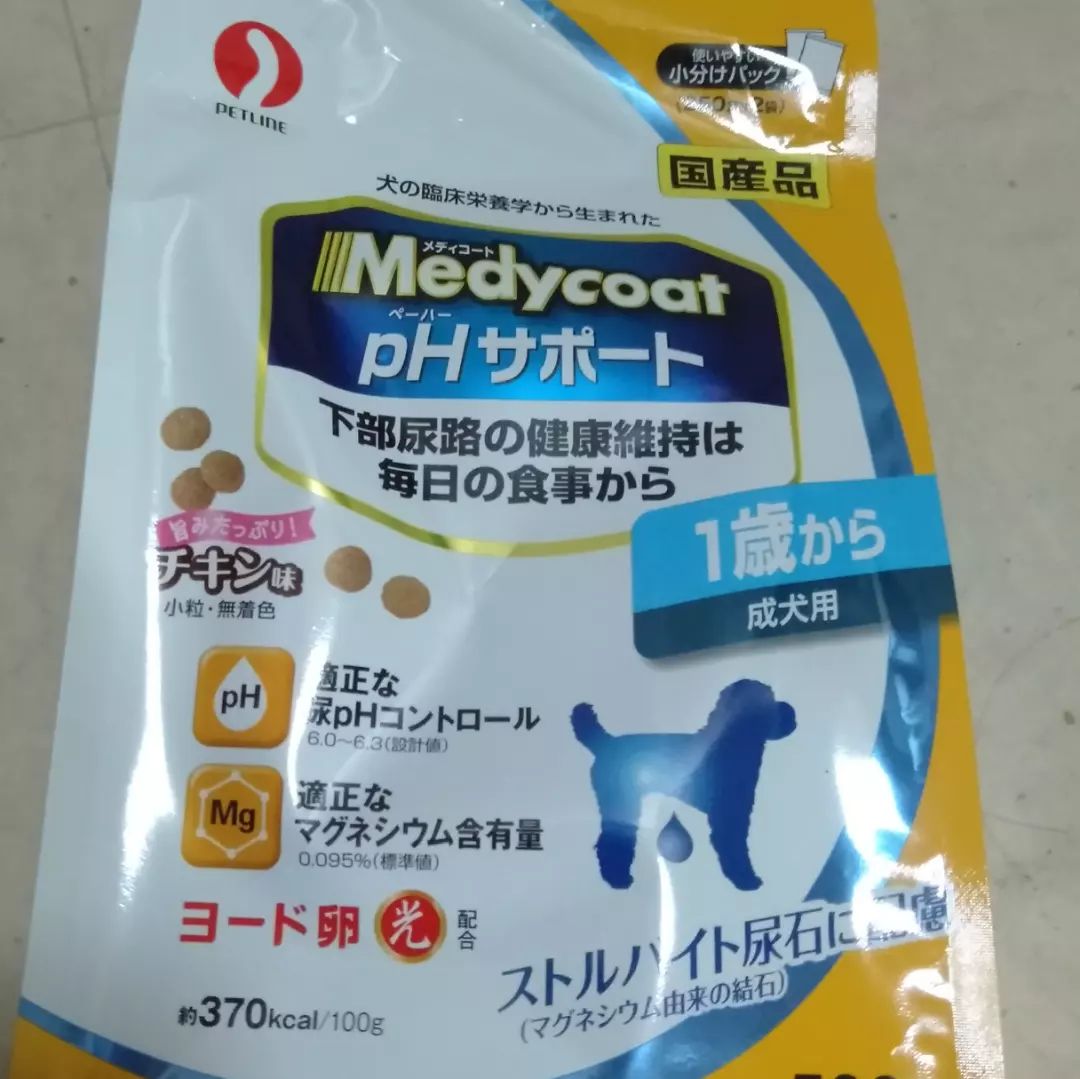 PETLINE
使いやすい
小分けパック
国産品
犬の臨床栄養学から生まれた
メディコート
Medycoat
ペーハー
pHサポート
下部尿路の健康維持は
毎日の食事から
1歳から
成犬用
旨みたっぷり!
チキン味
小粒・無着色
pH
適正な
尿pHコントロール
6.0~6.3(設計値)
Mg
適正な
マグネシウム含有量
0.095%(標準値)
ヨード卵 光 配合
ストルバイト尿石に配慮
(マグネシウム由来の結石)
約370kcal/100g